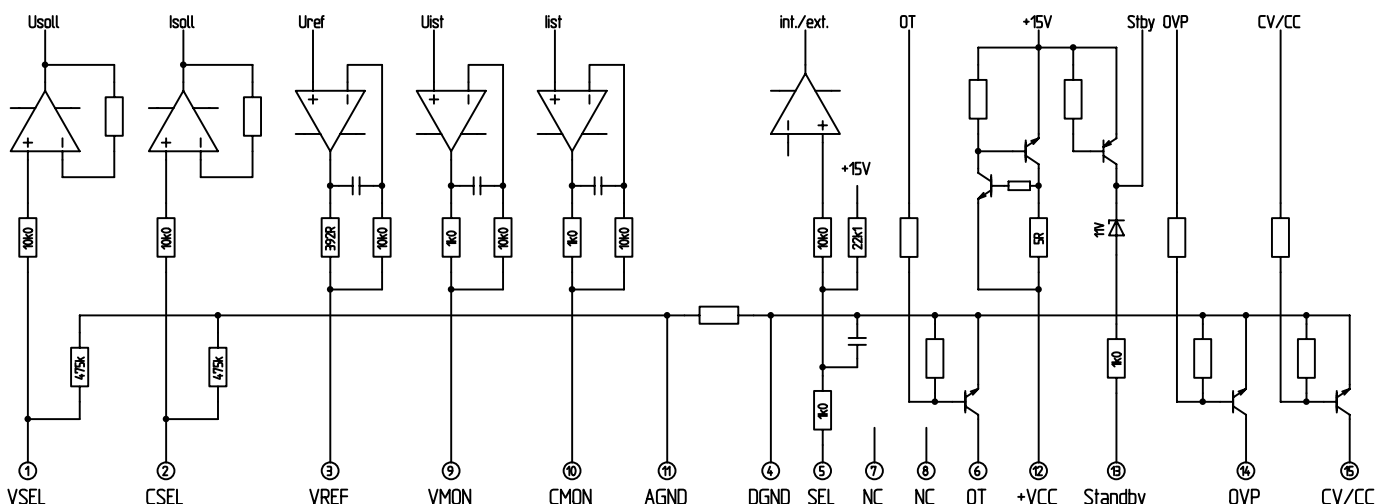 Usoll Isoll Uref Uist Iist int./ext. OT +15V Stby OVP CV/CC
+ - + - + - + - + - - +
+15V
10k0 10k0 392R 10k0 1k0 10k0 1k0 10k0 10k0 22k1 5R 11V
475k 475k 1k0
1k0
1 2 3 9 10 11 4 5 7 8 6 12 13 14 15
VSEL CSEL VREF VMON CMON AGND DGND SEL NC NC OT +VCC Standby OVP CV/CC